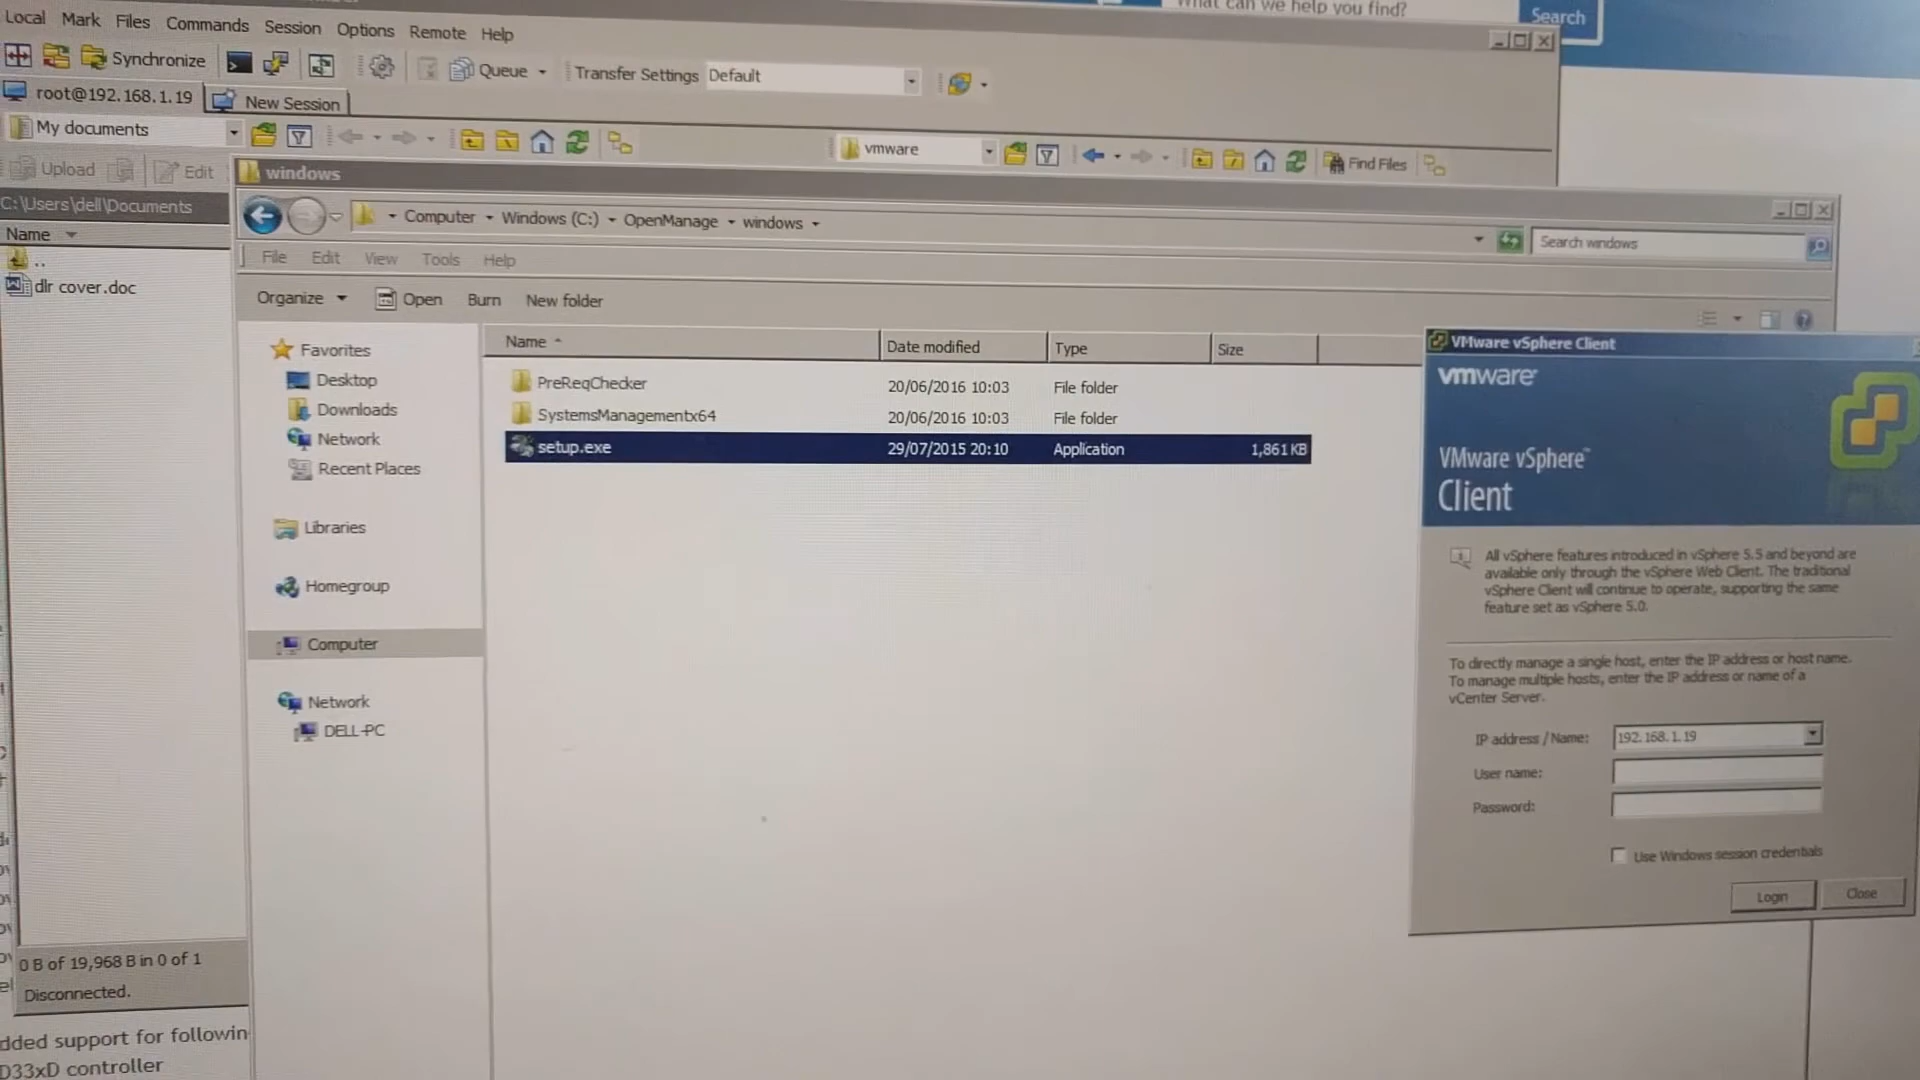 What can we help you find?
Search
Local Mark Files Commands Session Options Remote Help
Synchronize
Queue
Transfer Settings Default
root@192.168.1.19
New Session
My documents
vmware
Find Files
Upload
Edit
C:\Users\dell\Documents
Name
..
dlr cover.doc
0 B of 19,968 B in 0 of 1
Disconnected.
windows
Computer Windows (C:) OpenManage windows
Search windows
File Edit View Tools Help
Organize Open Burn New folder
Favorites
Desktop
Downloads
Network
Recent Places
Libraries
Homegroup
Computer
Network
DELL-PC
Name Date modified Type Size
PreReqChecker 20/06/2016 10:03 File folder
SystemsManagementx64 20/06/2016 10:03 File folder
setup.exe 29/07/2015 20:10 Application 1,861 KB
VMware vSphere Client
vmware
VMware vSphere™
Client
All vSphere features introduced in vSphere 5.5 and beyond are
available only through the vSphere Web Client. The traditional
vSphere Client will continue to operate, supporting the same
feature set as vSphere 5.0.
To directly manage a single host, enter the IP address or host name.
To manage multiple hosts, enter the IP address or name of a
vCenter Server.
IP address / Name: 192.168.1.19
User name:
Password:
Use Windows session credentials
Login Close
dded support for followin
D33xD controller